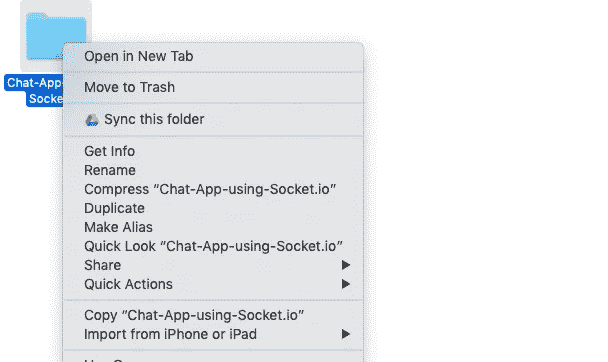 Chat-App-
Socke
Open in New Tab
Move to Trash
Sync this folder
Get Info
Rename
Compress “Chat-App-using-Socket.io”
Duplicate
Make Alias
Quick Look “Chat-App-using-Socket.io”
Share
Quick Actions
Copy “Chat-App-using-Socket.io”
Import from iPhone or iPad